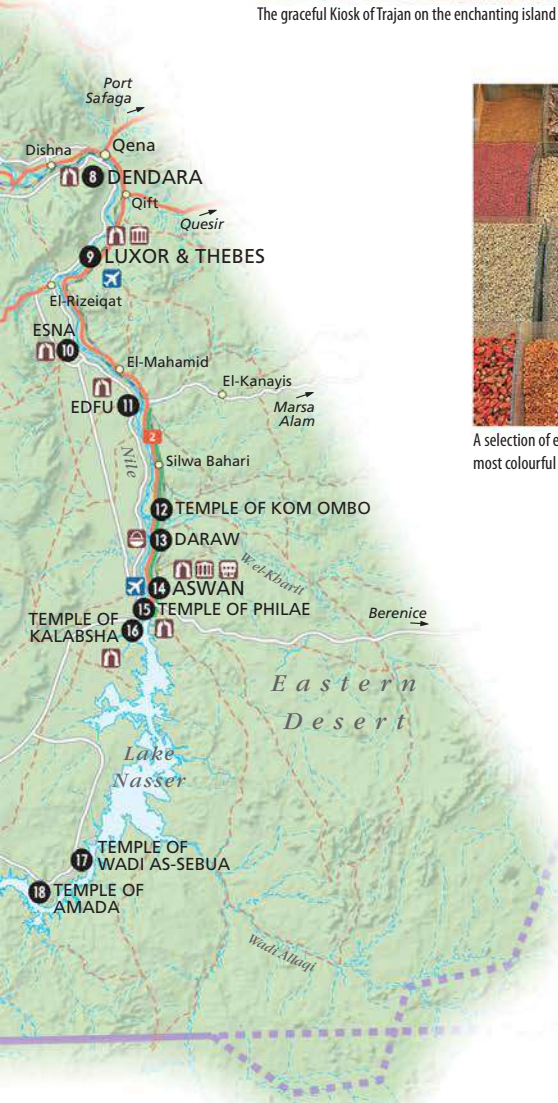 The graceful Kiosk of Trajan on the enchanting island
Port
Safaga
Dishna
Qena
8 DENDARA
Qift
Quesir
9 LUXOR & THEBES
El-Rizeiqat
ESNA
10
El-Mahamid
El-Kanayis
EDFU 11
Marsa
Alam
2
A selection of e
most colourful
Nile
Silwa Bahari
12 TEMPLE OF KOM OMBO
13 DARAW
W. el-Kharit
14 ASWAN
15 TEMPLE OF PHILAE
TEMPLE OF
KALABSHA
16
Berenice
Eastern
Desert
Lake
Nasser
17 TEMPLE OF
WADI AS-SEBUA
18 TEMPLE OF
AMADA
Wadi Allaqi